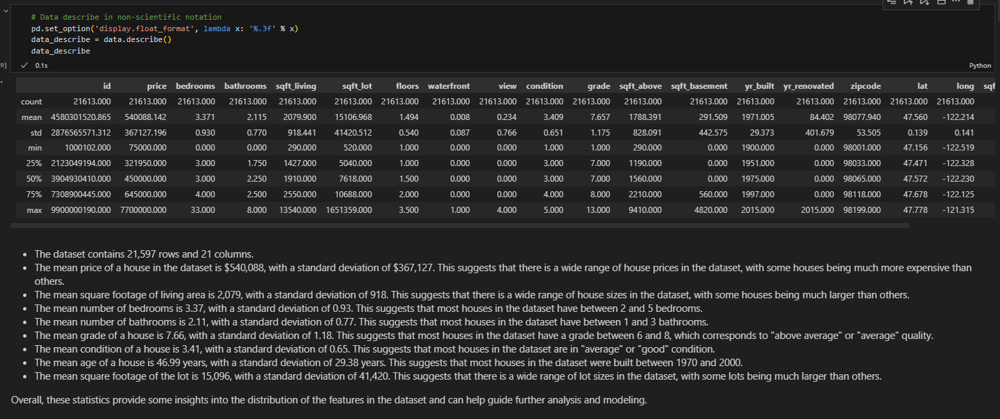 # Data describe in non-scientific notation
pd.set_option('display.float_format', lambda x: '%.3f' % x)
data_describe = data.describe()
data_describe
9]
0.1s
Python
id price bedrooms bathrooms sqft_living sqft_lot floors waterfront view condition grade sqft_above sqft_basement yr_built yr_renovated zipcode lat long sqf
count 21613.000 21613.000 21613.000 21613.000 21613.000 21613.000 21613.000 21613.000 21613.000 21613.000 21613.000 21613.000 21613.000 21613.000 21613.000 21613.000 21613.000 21613.000
mean 4580301520.865 540088.142 3.371 2.115 2079.900 15106.968 1.494 0.008 0.234 3.409 7.657 1788.391 291.509 1971.005 84.402 98077.940 47.560 -122.214
std 2876565571.312 367127.196 0.930 0.770 918.441 41420.512 0.540 0.087 0.766 0.651 1.175 828.091 442.575 29.373 401.679 53.505 0.139 0.141
min 1000102.000 75000.000 0.000 0.000 290.000 520.000 1.000 0.000 0.000 1.000 1.000 290.000 0.000 1900.000 0.000 98001.000 47.156 -122.519
25% 2123049194.000 321950.000 3.000 1.750 1427.000 5040.000 1.000 0.000 0.000 3.000 7.000 1190.000 0.000 1951.000 0.000 98033.000 47.471 -122.328
50% 3904930410.000 450000.000 3.000 2.250 1910.000 7618.000 1.500 0.000 0.000 3.000 7.000 1560.000 0.000 1975.000 0.000 98065.000 47.572 -122.230
75% 7308900445.000 645000.000 4.000 2.500 2550.000 10688.000 2.000 0.000 0.000 4.000 8.000 2210.000 560.000 1997.000 0.000 98118.000 47.678 -122.125
max 9900000190.000 7700000.000 33.000 8.000 13540.000 1651359.000 3.500 1.000 4.000 5.000 13.000 9410.000 4820.000 2015.000 2015.000 98199.000 47.778 -121.315
• The dataset contains 21,597 rows and 21 columns.
• The mean price of a house in the dataset is $540,088, with a standard deviation of $367,127. This suggests that there is a wide range of house prices in the dataset, with some houses being much more expensive than
others.
• The mean square footage of living area is 2,079, with a standard deviation of 918. This suggests that there is a wide range of house sizes in the dataset, with some houses being much larger than others.
• The mean number of bedrooms is 3.37, with a standard deviation of 0.93. This suggests that most houses in the dataset have between 2 and 5 bedrooms.
• The mean number of bathrooms is 2.11, with a standard deviation of 0.77. This suggests that most houses in the dataset have between 1 and 3 bathrooms.
• The mean grade of a house is 7.66, with a standard deviation of 1.18. This suggests that most houses in the dataset have a grade between 6 and 8, which corresponds to "above average" or "average" quality.
• The mean condition of a house is 3.41, with a standard deviation of 0.65. This suggests that most houses in the dataset are in "average" or "good" condition.
• The mean age of a house is 46.99 years, with a standard deviation of 29.38 years. This suggests that most houses in the dataset were built between 1970 and 2000.
• The mean square footage of the lot is 15,096, with a standard deviation of 41,420. This suggests that there is a wide range of lot sizes in the dataset, with some lots being much larger than others.
Overall, these statistics provide some insights into the distribution of the features in the dataset and can help guide further analysis and modeling.